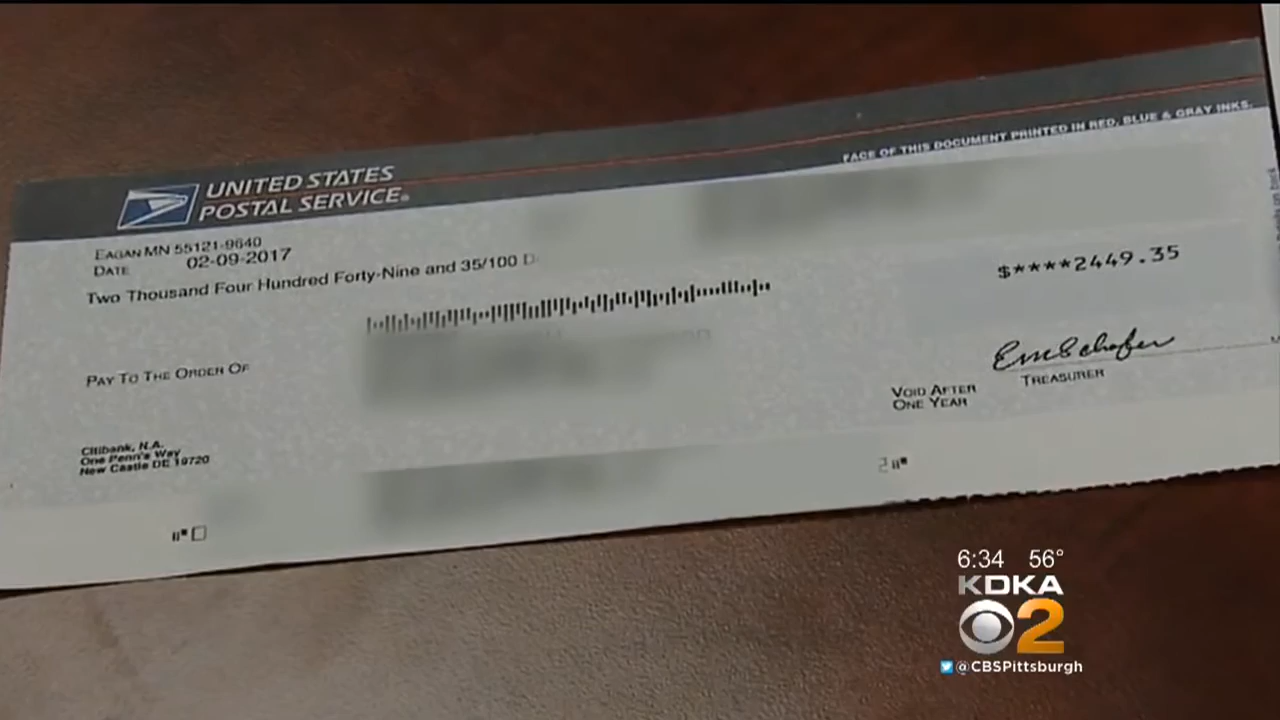 FACE OF THIS DOCUMENT PRINTED IN RED, BLUE & GRAY INKS.
UNITED STATES
POSTAL SERVICE®
EAGAN MN 55121-9640
DATE 02-09-2017
Two Thousand Four Hundred Forty-Nine and 35/100 D
$****2449.35
PAY TO THE ORDER OF
EmSchafer
TREASURER
VOID AFTER
ONE YEAR
Citibank, N.A.
One Penn's Way
New Castle DE 19720
6:34 56°
KDKA
2
@CBSPittsburgh